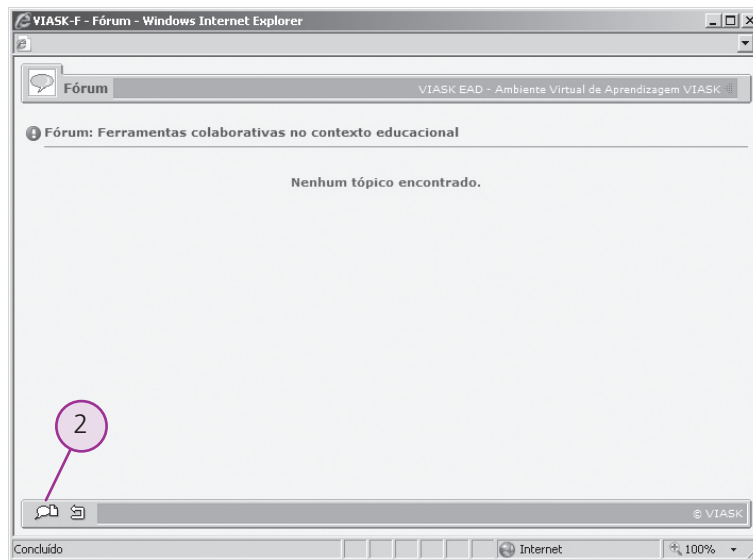 VIASK-F - Fórum - Windows Internet Explorer
Fórum
VIASK EAD - Ambiente Virtual de Aprendizagem VIASK
Fórum: Ferramentas colaborativas no contexto educacional
Nenhum tópico encontrado.
2
© VIASK
Concluído
Internet
100%